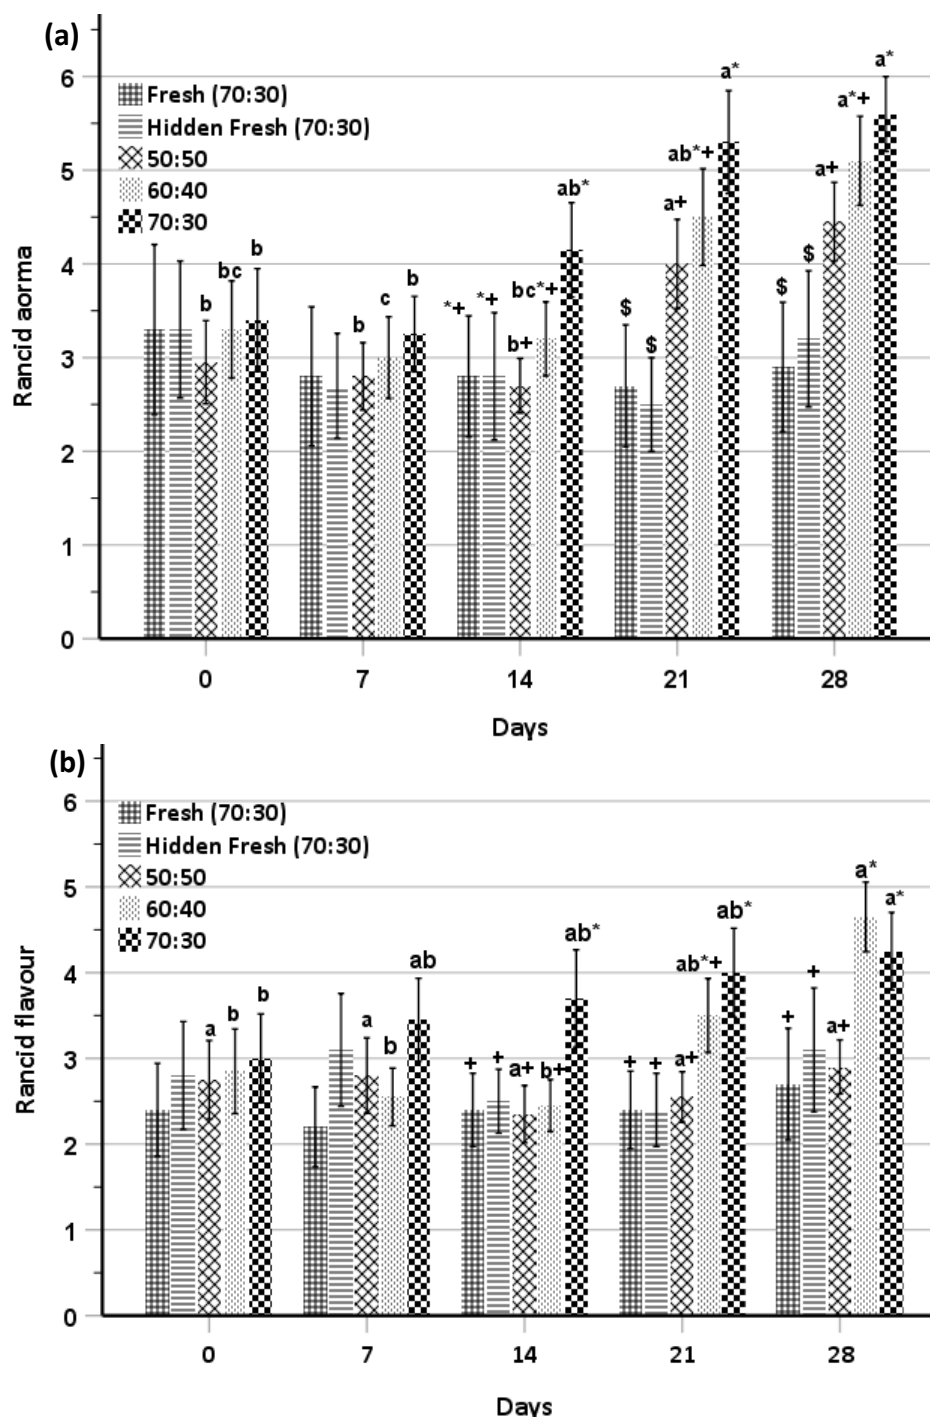 (a)
6
5
4
3
2
1
0
Rancid aorma
Fresh (70:30)
Hidden Fresh (70:30)
50:50
60:40
70:30
b bc b
b c b
*+ *+ b+ bc*+ ab*
$ $ a+ ab*+ a*
$ $ a+ a*+ a*
0 7 14 21 28
Days
(b)
6
5
4
3
2
1
0
Rancid flavour
Fresh (70:30)
Hidden Fresh (70:30)
50:50
60:40
70:30
a b b
a b ab
+ + a+ b+ ab*
+ + a+ ab*+ ab*
+ + a+ a* a*
0 7 14 21 28
Days